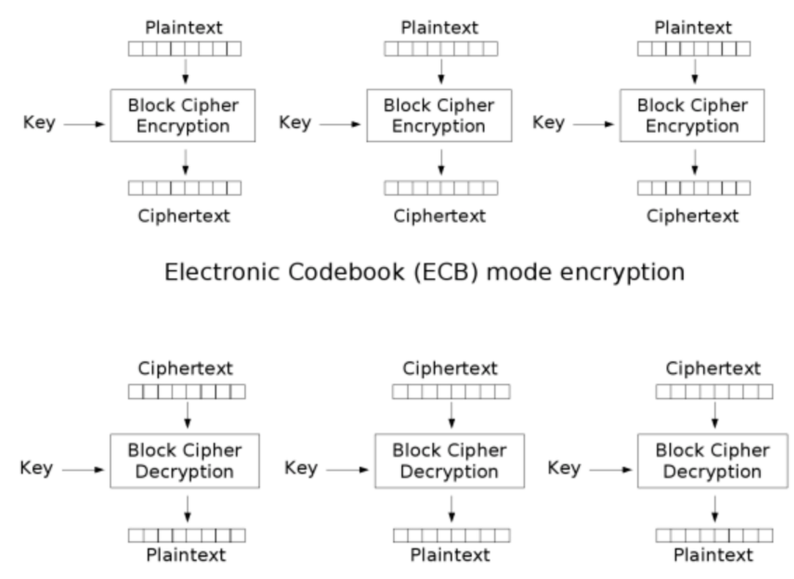 Plaintext Plaintext Plaintext
Key Block Cipher Encryption Key Block Cipher Encryption Key Block Cipher Encryption
Ciphertext Ciphertext Ciphertext
Electronic Codebook (ECB) mode encryption
Ciphertext Ciphertext Ciphertext
Key Block Cipher Decryption Key Block Cipher Decryption Key Block Cipher Decryption
Plaintext Plaintext Plaintext